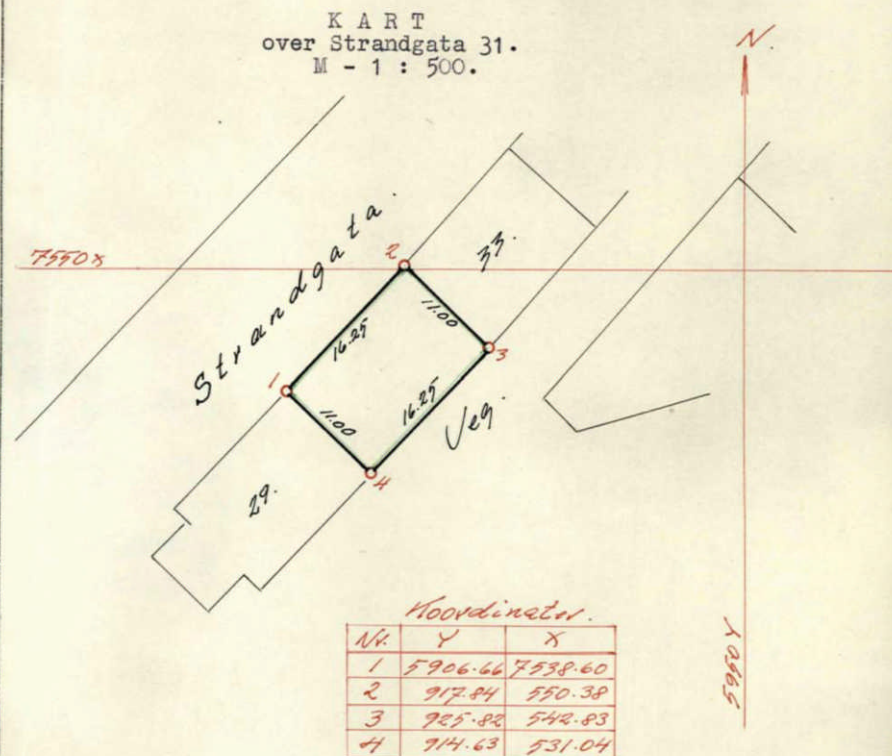 KART
over Strandgata 31.
M - 1 : 500.
N
7550 x
Strandgata.
2
33.
11.00
16.25
3
1
16.25
Veg.
11.00
4
29.
Koordinater.
Nr. Y X
1 5906.66 7538.60
2 917.84 550.38
3 925.82 542.83
4 914.63 531.04